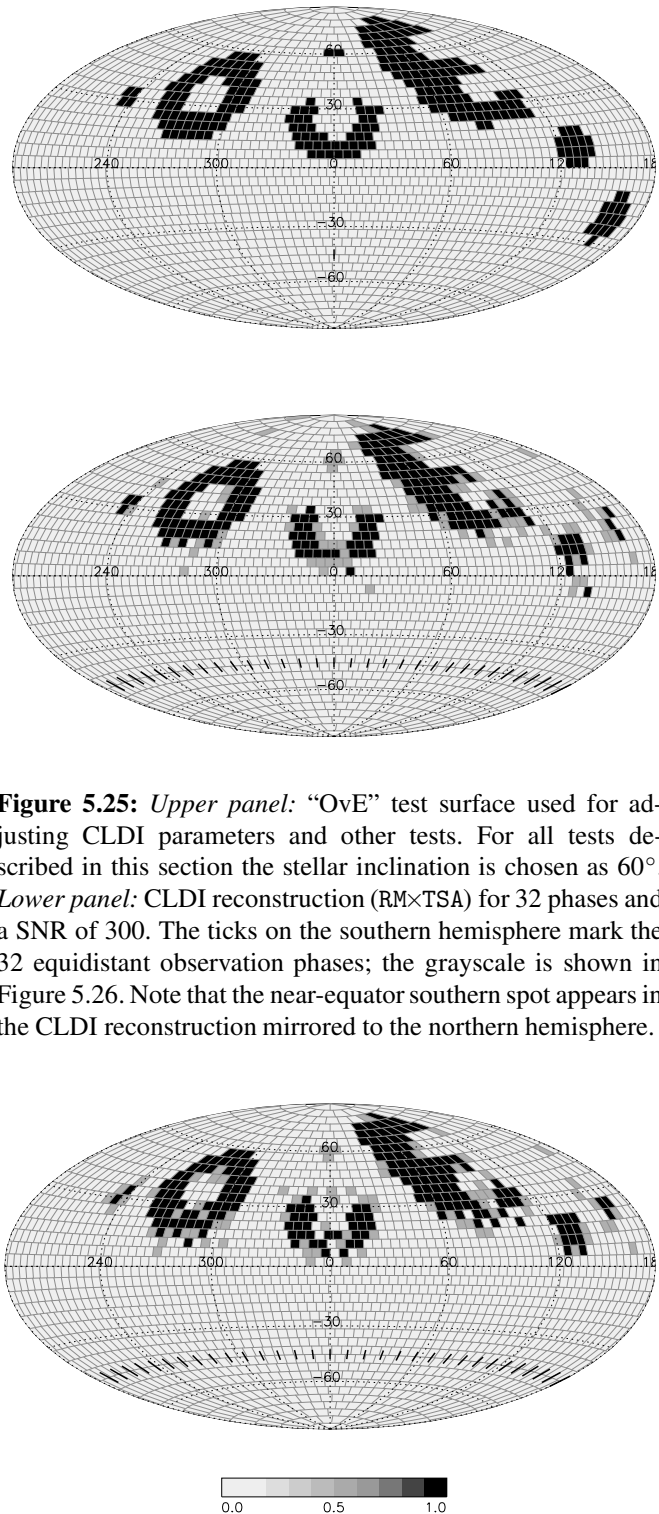 60
30
240 300 0 60 120 18
−30
−60
60
30
240 300 0 60 120 18
−30
−60
Figure 5.25: Upper panel: “OvE” test surface used for ad-
justing CLDI parameters and other tests. For all tests de-
scribed in this section the stellar inclination is chosen as 60°.
Lower panel: CLDI reconstruction (RM×TSA) for 32 phases and
a SNR of 300. The ticks on the southern hemisphere mark the
32 equidistant observation phases; the grayscale is shown in
Figure 5.26. Note that the near-equator southern spot appears in
the CLDI reconstruction mirrored to the northern hemisphere.
60
30
240 300 0 60 120 18
−30
−60
0.0 0.5 1.0